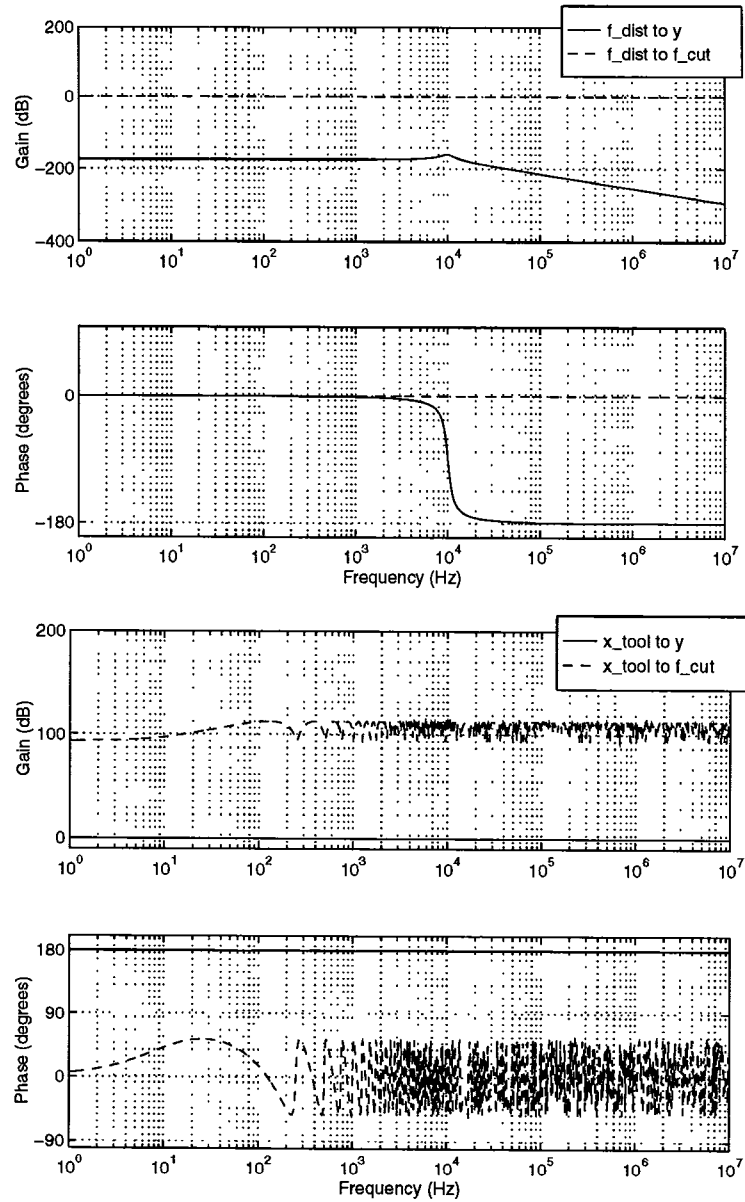 f_dist to y
f_dist to f_cut
200
0
−200
−400
Gain (dB)
10^0 10^1 10^2 10^3 10^4 10^5 10^6 10^7
0
−180
Phase (degrees)
10^0 10^1 10^2 10^3 10^4 10^5 10^6 10^7
Frequency (Hz)
x_tool to y
x_tool to f_cut
200
100
0
Gain (dB)
10^0 10^1 10^2 10^3 10^4 10^5 10^6 10^7
180
90
0
−90
Phase (degrees)
10^0 10^1 10^2 10^3 10^4 10^5 10^6 10^7
Frequency (Hz)